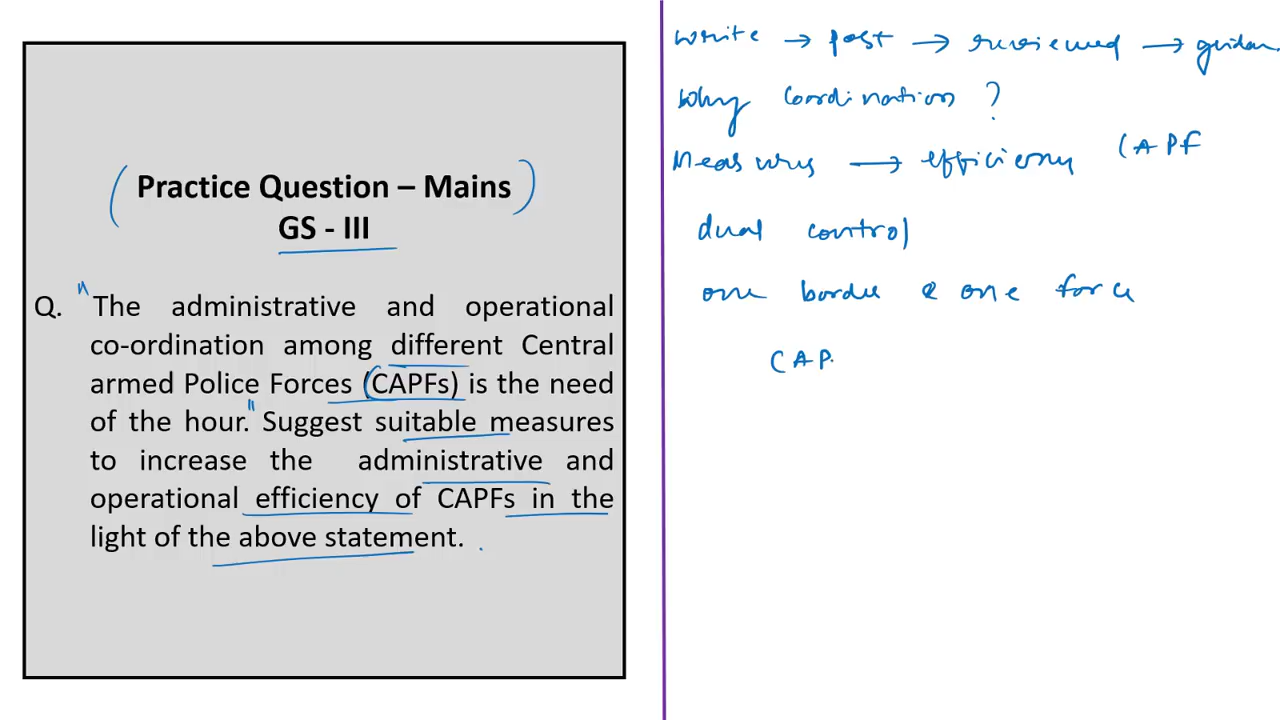 Practice Question – Mains
GS - III
Q. "The administrative and operational
co-ordination among different Central
armed Police Forces (CAPFs) is the need
of the hour." Suggest suitable measures
to increase the administrative and
operational efficiency of CAPFs in the
light of the above statement.
write → post → reviewed →
Why Coordination ?
→ efficiency CAPF
dual control
one border & one force
CAP